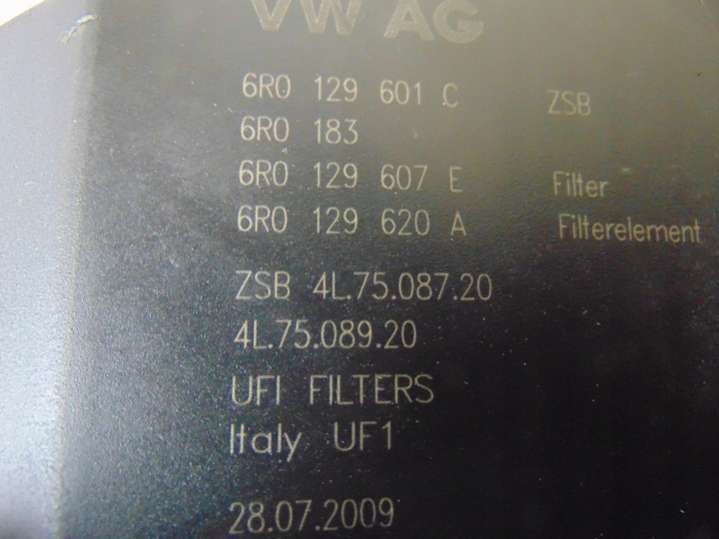 VW AG
6R0 129 601 C ZSB
6R0 183
6R0 129 607 E Filter
6R0 129 620 A Filterelement
ZSB 4L.75.087.20
4L.75.089.20
UFI FILTERS
Italy UF1
28.07.2009